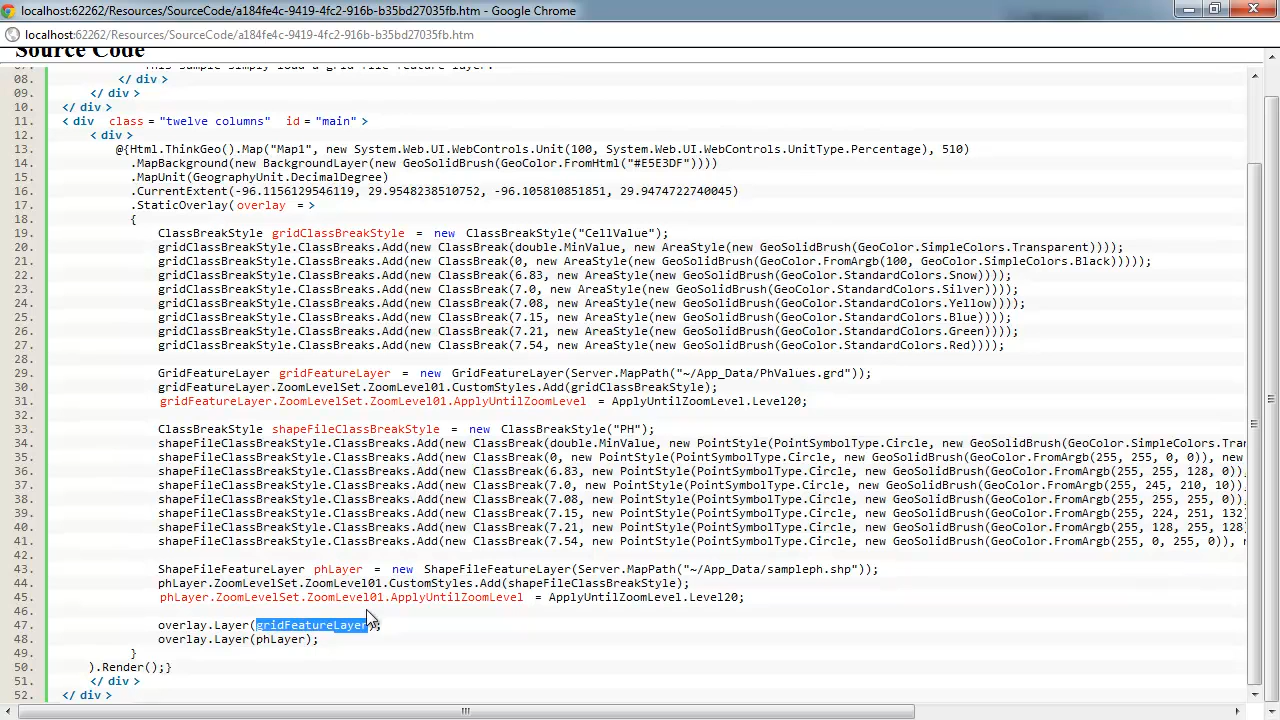 localhost:62262/Resources/SourceCode/a184fe4c-9419-4fc2-916b-b35bd27035fb.htm - Google Chrome
localhost:62262/Resources/SourceCode/a184fe4c-9419-4fc2-916b-b35bd27035fb.htm
Source Code
07. This sample simply load a grid file feature layer.
08. </ div >
09. </ div >
10. </ div >
11. < div class = "twelve columns" id = "main" >
12. < div >
13. @{Html.ThinkGeo().Map("Map1", new System.Web.UI.WebControls.Unit(100, System.Web.UI.WebControls.UnitType.Percentage), 510)
14. .MapBackground(new BackgroundLayer(new GeoSolidBrush(GeoColor.FromHtml("#E5E3DF"))))
15. .MapUnit(GeographyUnit.DecimalDegree)
16. .CurrentExtent(-96.1156129546119, 29.9548238510752, -96.105810851851, 29.9474722740045)
17. .StaticOverlay( overlay = >
18. {
19. ClassBreakStyle gridClassBreakStyle = new ClassBreakStyle("CellValue");
20. gridClassBreakStyle.ClassBreaks.Add(new ClassBreak(double.MinValue, new AreaStyle(new GeoSolidBrush(GeoColor.SimpleColors.Transparent))));
21. gridClassBreakStyle.ClassBreaks.Add(new ClassBreak(0, new AreaStyle(new GeoSolidBrush(GeoColor.FromArgb(100, GeoColor.SimpleColors.Black)))));
22. gridClassBreakStyle.ClassBreaks.Add(new ClassBreak(6.83, new AreaStyle(new GeoSolidBrush(GeoColor.StandardColors.Snow))));
23. gridClassBreakStyle.ClassBreaks.Add(new ClassBreak(7.0, new AreaStyle(new GeoSolidBrush(GeoColor.StandardColors.Silver))));
24. gridClassBreakStyle.ClassBreaks.Add(new ClassBreak(7.08, new AreaStyle(new GeoSolidBrush(GeoColor.StandardColors.Yellow))));
25. gridClassBreakStyle.ClassBreaks.Add(new ClassBreak(7.15, new AreaStyle(new GeoSolidBrush(GeoColor.StandardColors.Blue))));
26. gridClassBreakStyle.ClassBreaks.Add(new ClassBreak(7.21, new AreaStyle(new GeoSolidBrush(GeoColor.StandardColors.Green))));
27. gridClassBreakStyle.ClassBreaks.Add(new ClassBreak(7.54, new AreaStyle(new GeoSolidBrush(GeoColor.StandardColors.Red))));
28.
29. GridFeatureLayer gridFeatureLayer = new GridFeatureLayer(Server.MapPath("~/App_Data/PhValues.grd"));
30. gridFeatureLayer.ZoomLevelSet.ZoomLevel01.CustomStyles.Add(gridClassBreakStyle);
31. gridFeatureLayer.ZoomLevelSet.ZoomLevel01.ApplyUntilZoomLevel = ApplyUntilZoomLevel.Level20;
32.
33. ClassBreakStyle shapeFileClassBreakStyle = new ClassBreakStyle("PH");
34. shapeFileClassBreakStyle.ClassBreaks.Add(new ClassBreak(double.MinValue, new PointStyle(PointSymbolType.Circle, new GeoSolidBrush(GeoColor.SimpleColors.Tran
35. shapeFileClassBreakStyle.ClassBreaks.Add(new ClassBreak(0, new PointStyle(PointSymbolType.Circle, new GeoSolidBrush(GeoColor.FromArgb(255, 255, 0, 0)), new
36. shapeFileClassBreakStyle.ClassBreaks.Add(new ClassBreak(6.83, new PointStyle(PointSymbolType.Circle, new GeoSolidBrush(GeoColor.FromArgb(255, 255, 128, 0)
37. shapeFileClassBreakStyle.ClassBreaks.Add(new ClassBreak(7.0, new PointStyle(PointSymbolType.Circle, new GeoSolidBrush(GeoColor.FromArgb(255, 245, 210, 10))
38. shapeFileClassBreakStyle.ClassBreaks.Add(new ClassBreak(7.08, new PointStyle(PointSymbolType.Circle, new GeoSolidBrush(GeoColor.FromArgb(255, 255, 255, 0)
39. shapeFileClassBreakStyle.ClassBreaks.Add(new ClassBreak(7.15, new PointStyle(PointSymbolType.Circle, new GeoSolidBrush(GeoColor.FromArgb(255, 224, 251, 132
40. shapeFileClassBreakStyle.ClassBreaks.Add(new ClassBreak(7.21, new PointStyle(PointSymbolType.Circle, new GeoSolidBrush(GeoColor.FromArgb(255, 128, 255, 128
41. shapeFileClassBreakStyle.ClassBreaks.Add(new ClassBreak(7.54, new PointStyle(PointSymbolType.Circle, new GeoSolidBrush(GeoColor.FromArgb(255, 0, 255, 0)), n
42.
43. ShapeFileFeatureLayer phLayer = new ShapeFileFeatureLayer(Server.MapPath("~/App_Data/sampleph.shp"));
44. phLayer.ZoomLevelSet.ZoomLevel01.CustomStyles.Add(shapeFileClassBreakStyle);
45. phLayer.ZoomLevelSet.ZoomLevel01.ApplyUntilZoomLevel = ApplyUntilZoomLevel.Level20;
46.
47. overlay.Layer(gridFeatureLayer);
48. overlay.Layer(phLayer);
49. }
50. ).Render();}
51. </ div >
52. </ div >